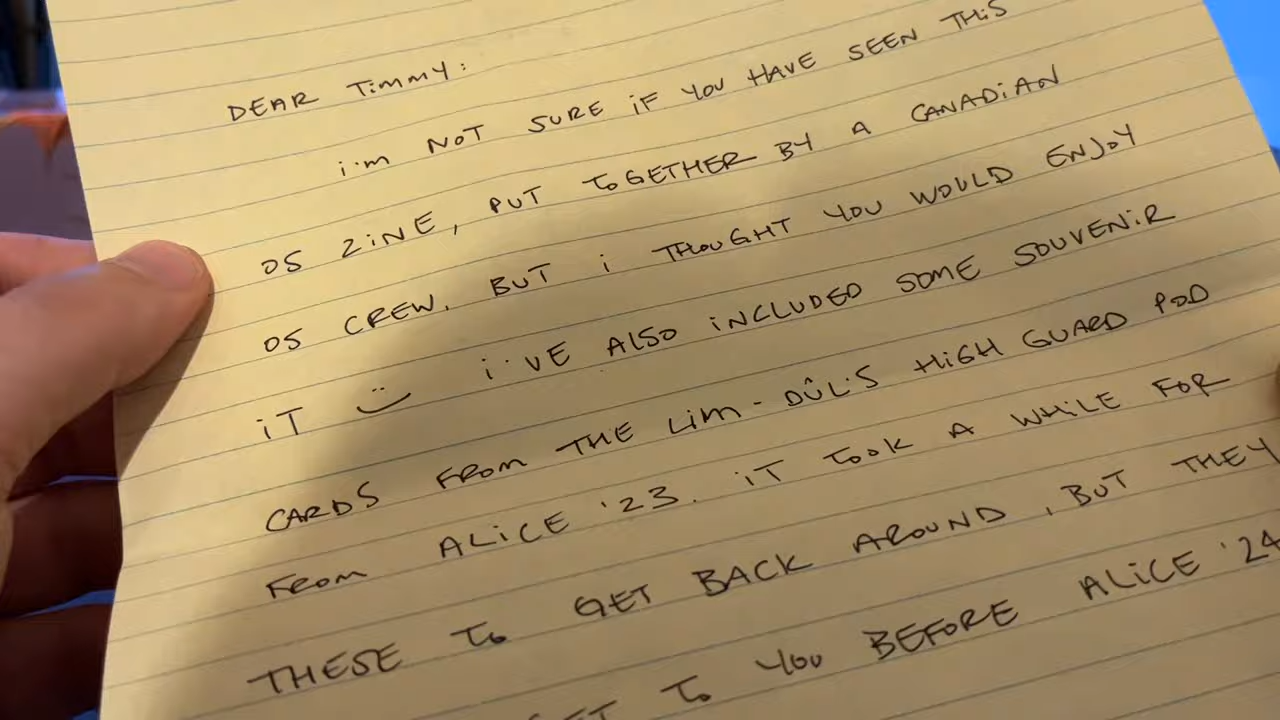 DEAR TIMMY:
i'm NOT SURE iF YOU HAVE SEEN THiS
OS ZiNE, PUT TOGETHER BY A CANADiAN
OS CREW. BUT i THOUGHT YOU WOULD ENJOY
iT :) i'VE ALSO iNCLUDED SOME SOUVENiR
CARDS FROM THE LiM-DÛL'S HiGH GUARD POD
FROM ALiCE '23. iT TOOK A WHiLE FOR
THESE TO GET BACK AROUND, BUT THEY
TO YOU BEFORE ALiCE '24